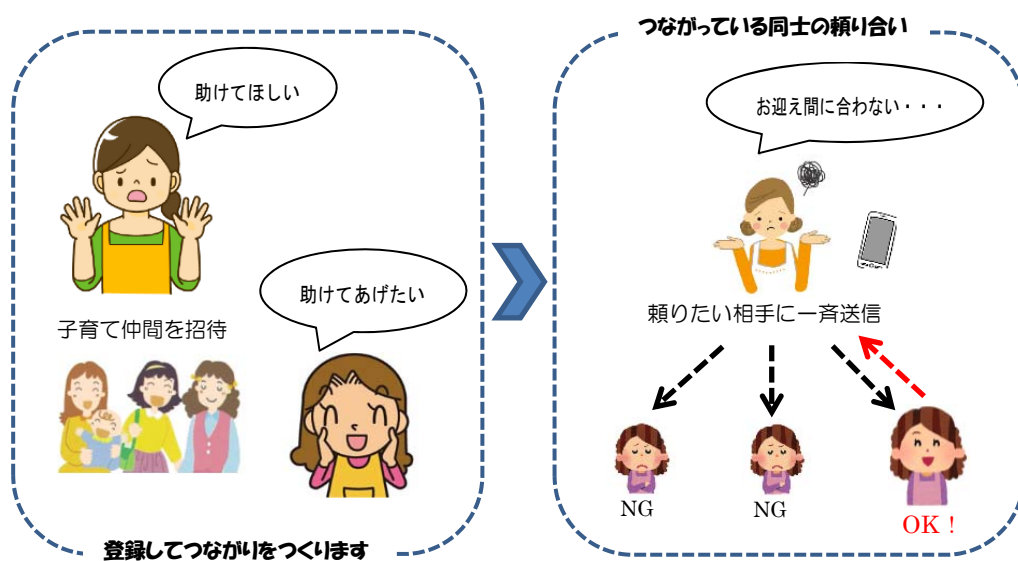 助けてほしい
助けてあげたい
子育て仲間を招待
登録してつながりをつくります
つながっている同士の頼り合い
お迎え間に合わない・・・
頼りたい相手に一斉送信
NG
NG
OK！